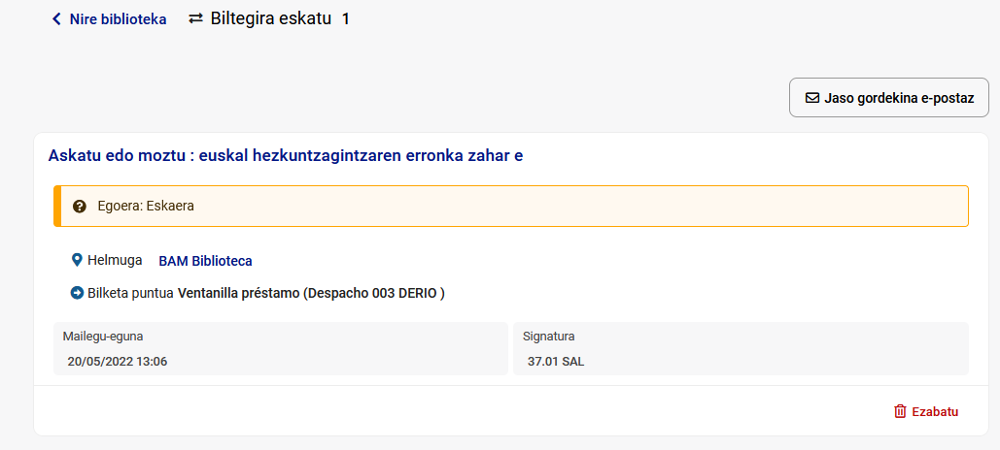 Nire biblioteka Biltegira eskatu 1
Jaso gordekina e-postaz
Askatu edo moztu : euskal hezkuntzagintzaren erronka zahar e
Egoera: Eskaera
Helmuga BAM Biblioteca
Bilketa puntua Ventanilla préstamo (Despacho 003 DERIO )
Mailegu-eguna Signatura
20/05/2022 13:06 37.01 SAL
Ezabatu